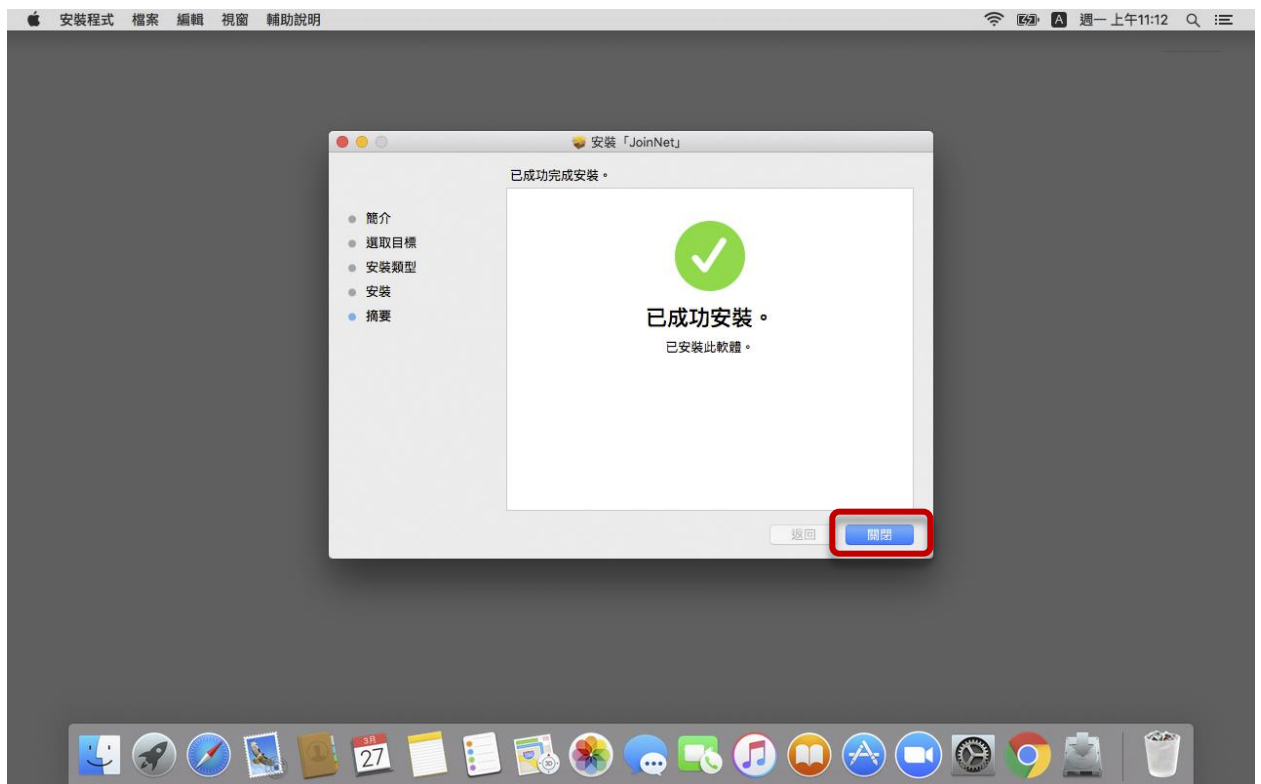 安裝程式 檔案 編輯 視窗 輔助說明 A 週一 上午11:12
安裝「JoinNet」
已成功完成安裝。
簡介
選取目標
安裝類型
安裝
摘要
已成功安裝。
已安裝此軟體。
返回 關閉
3月
27